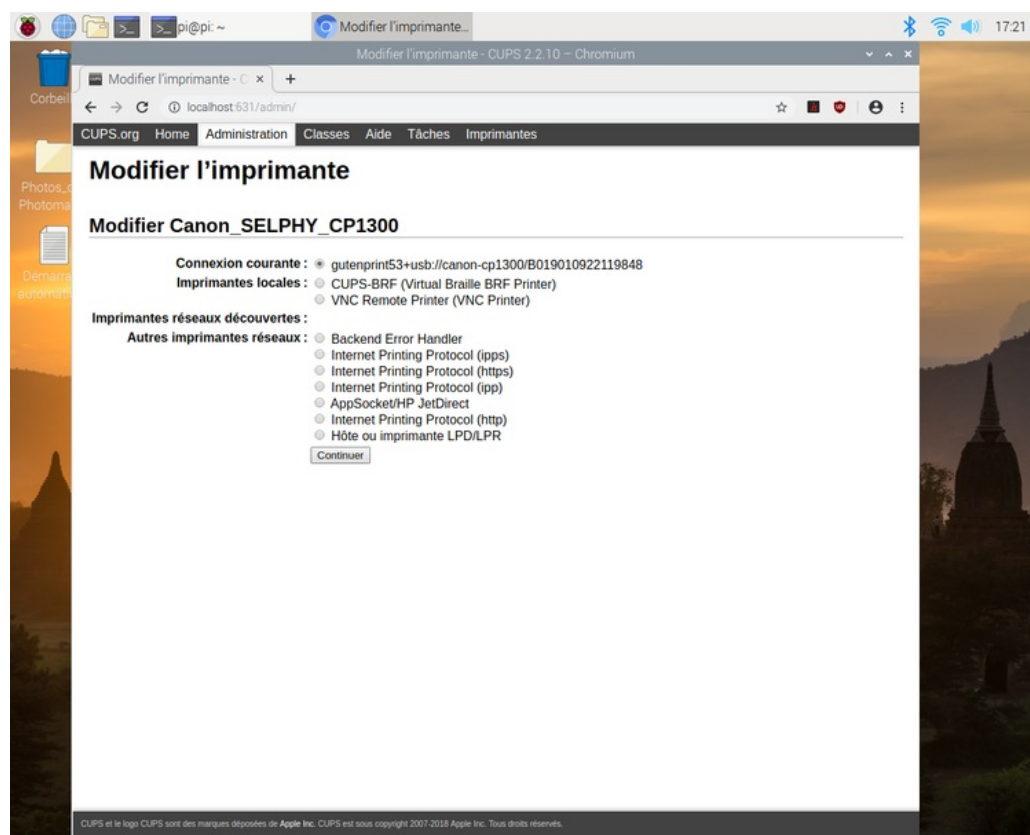 pi@pi: ~
Modifier l'imprimante...
17:21
Modifier l'imprimante - CUPS 2.2.10 – Chromium
Modifier l'imprimante - C
Corbeil
localhost:631/admin/
CUPS.org Home Administration Classes Aide Tâches Imprimantes
Modifier l'imprimante
Photos_d
Photoma
Modifier Canon_SELPHY_CP1300
Connexion courante : gutenprint53+usb://canon-cp1300/B019010922119848
Démarra
automati
Imprimantes locales : CUPS-BRF (Virtual Braille BRF Printer)
VNC Remote Printer (VNC Printer)
Imprimantes réseaux découvertes :
Autres imprimantes réseaux : Backend Error Handler
Internet Printing Protocol (ipps)
Internet Printing Protocol (https)
Internet Printing Protocol (ipp)
AppSocket/HP JetDirect
Internet Printing Protocol (http)
Hôte ou imprimante LPD/LPR
Continuer
CUPS et le logo CUPS sont des marques déposées de Apple Inc. CUPS est sous copyright 2007-2018 Apple Inc. Tous droits réservés.